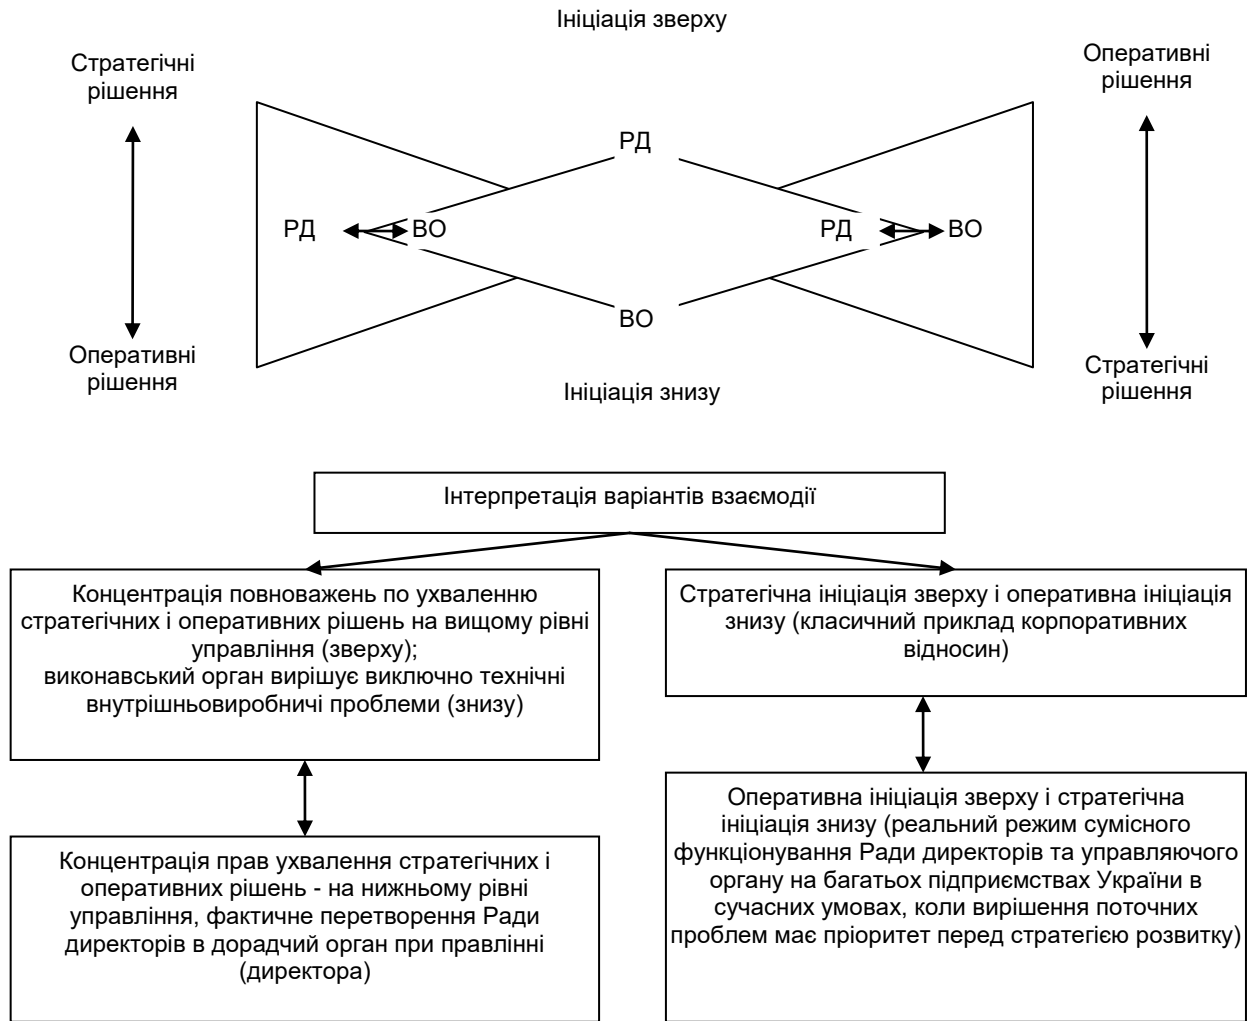 Ініціація зверху
Стратегічні
рішення
Оперативні
рішення
РД
РД
ВО
РД
ВО
ВО
Оперативні
рішення
Стратегічні
рішення
Ініціація знизу
Інтерпретація варіантів взаємодії
Концентрація повноважень по ухваленню
стратегічних і оперативних рішень на вищому рівні
управління (зверху);
виконавський орган вирішує виключно технічні
внутрішньовиробничі проблеми (знизу)
Стратегічна ініціація зверху і оперативна ініціація
знизу (класичний приклад корпоративних
відносин)
Концентрація прав ухвалення стратегічних і
оперативних рішень - на нижньому рівні
управління, фактичне перетворення Ради
директорів в дорадчий орган при правлінні
(директора)
Оперативна ініціація зверху і стратегічна
ініціація знизу (реальний режим сумісного
функціонування Ради директорів та управляючого
органу на багатьох підприємствах України в
сучасних умовах, коли вирішення поточних
проблем має пріоритет перед стратегією розвитку)